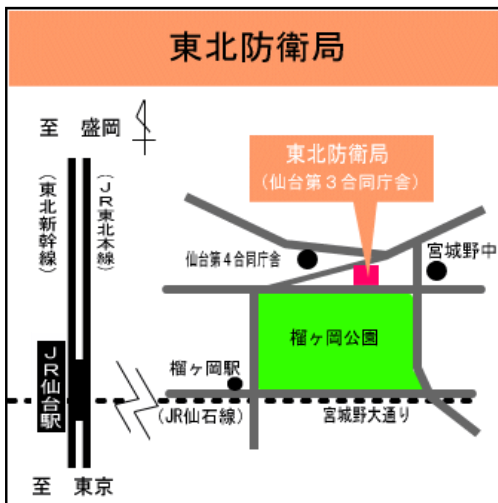 東北防衛局
至 盛岡
(東北新幹線)
(JR東北本線)
東北防衛局
(仙台第3合同庁舎)
仙台第4合同庁舎
宮城野中
榴ヶ岡公園
JR仙台駅
榴ヶ岡駅
(JR仙石線)
宮城野大通り
至 東京